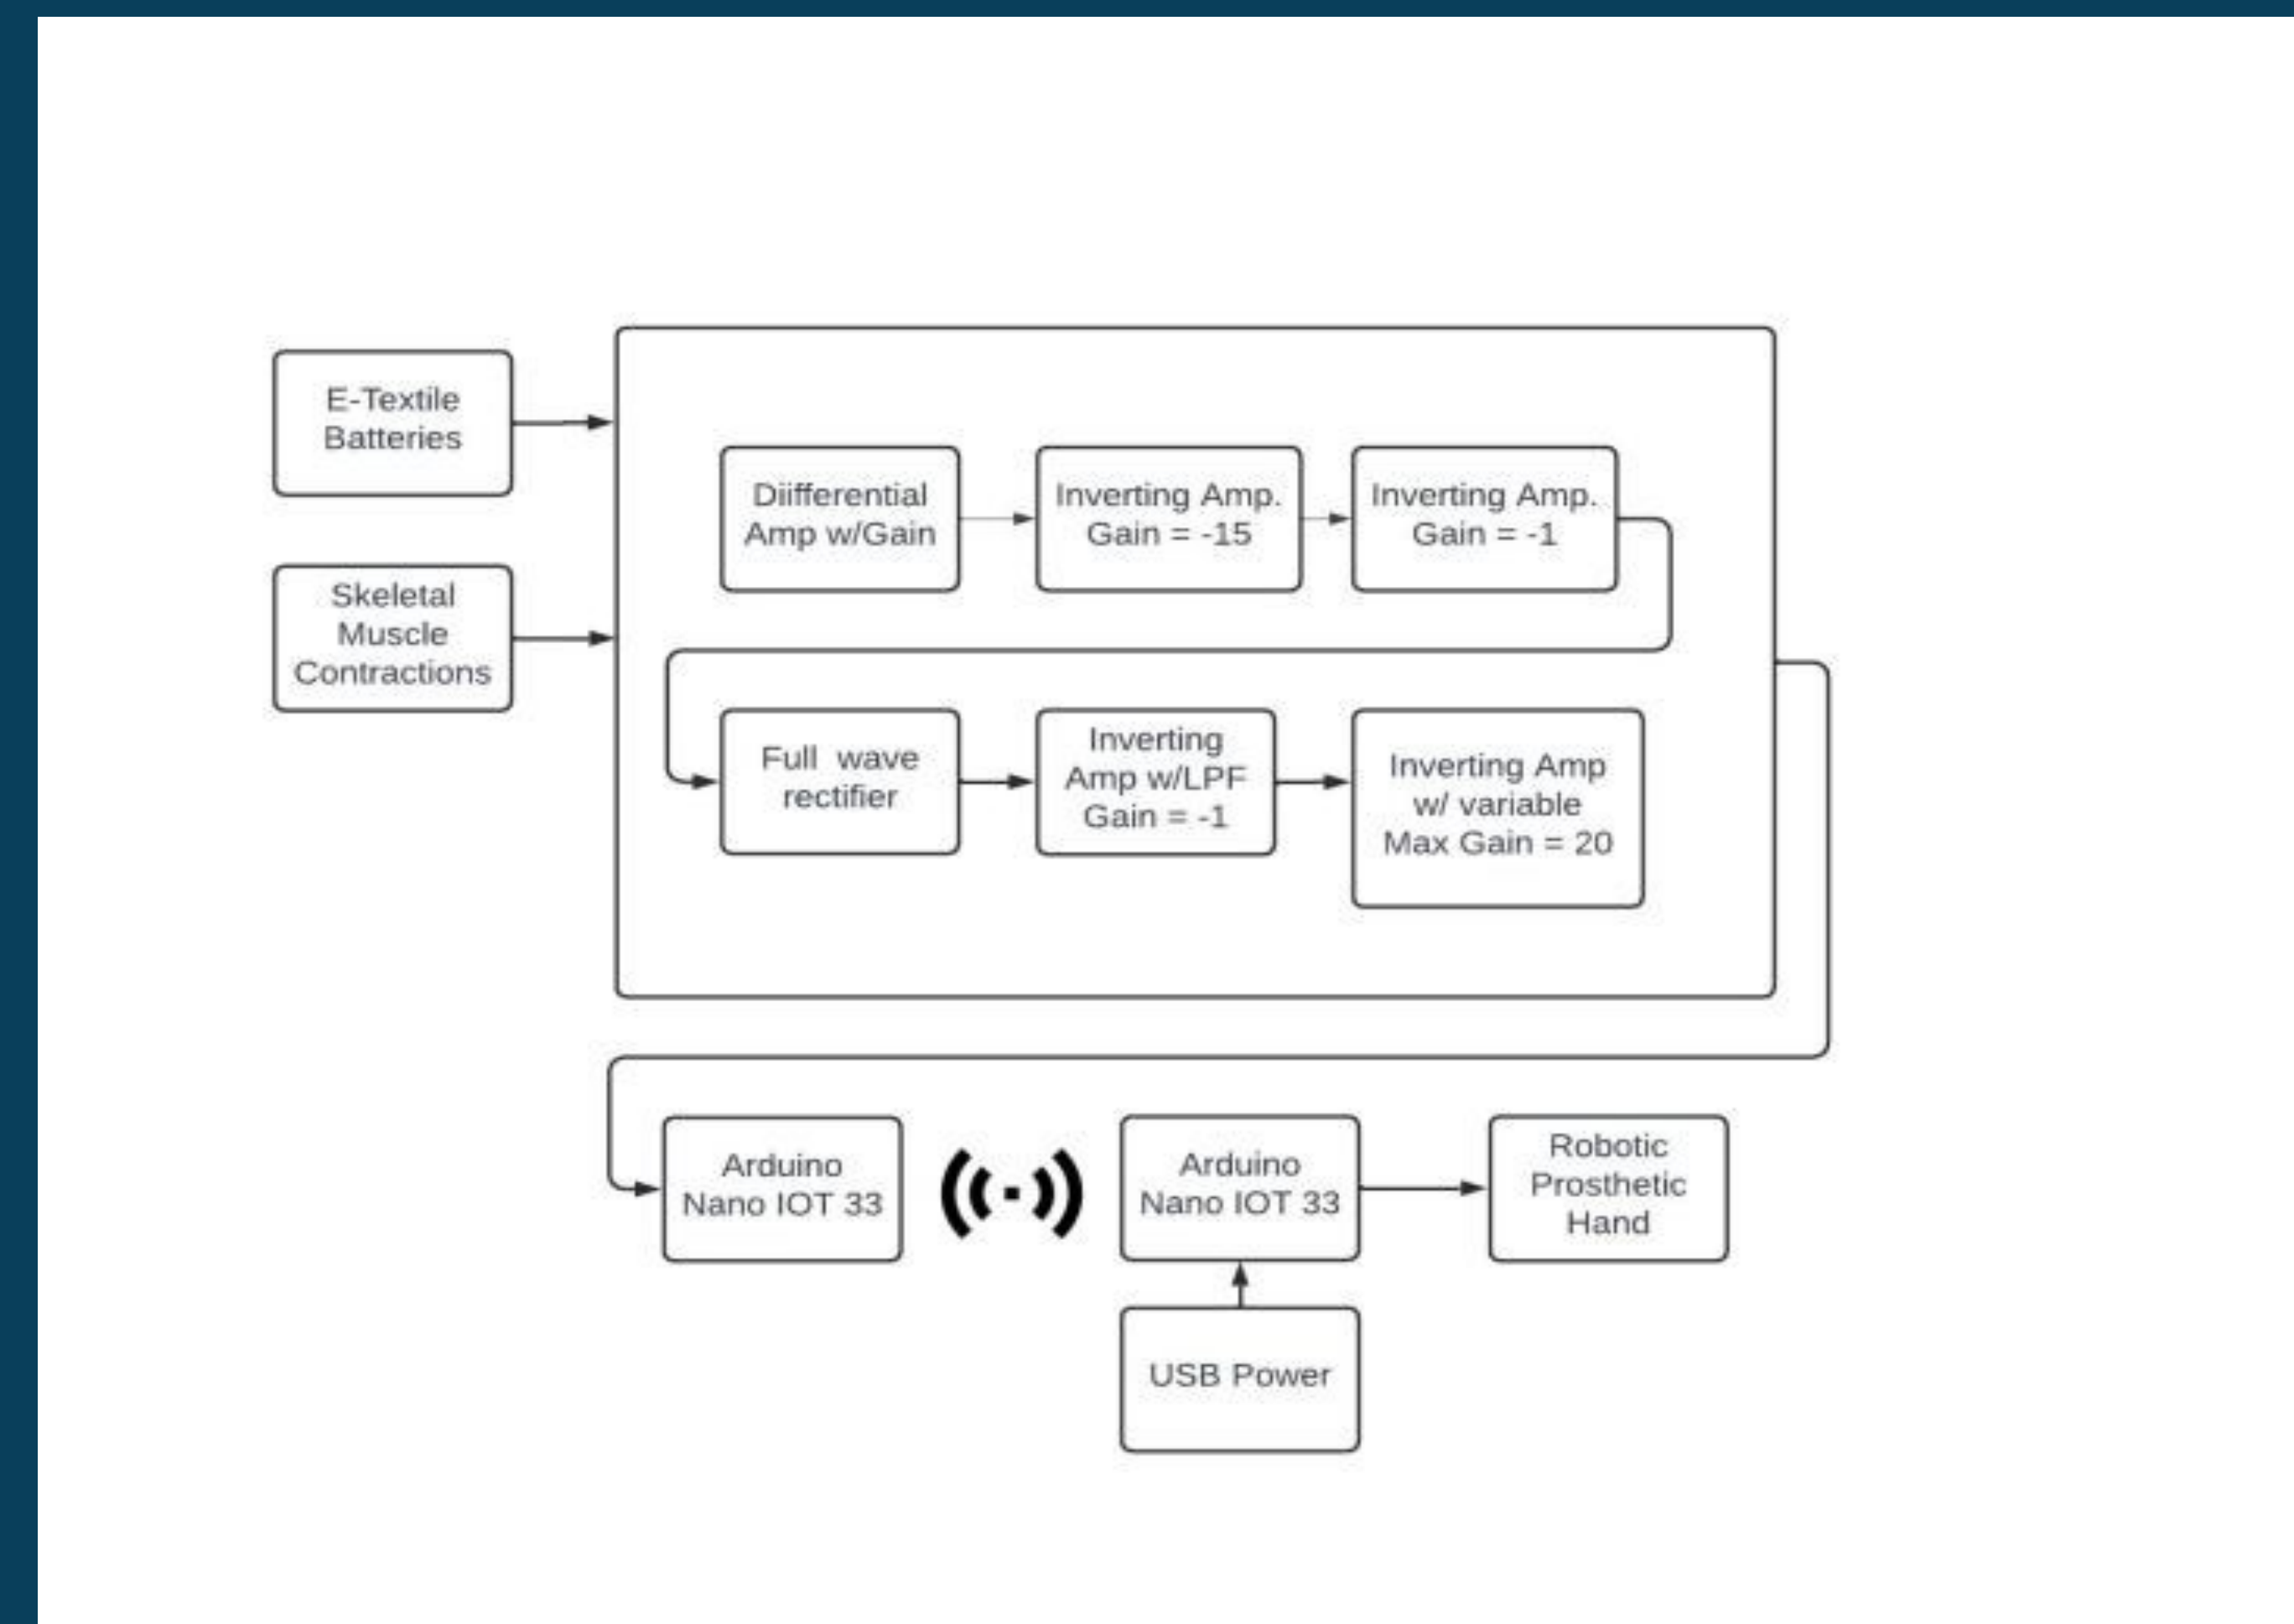 E-Textile
Batteries
Diifferential
Amp w/Gain
Inverting Amp.
Gain = -15
Inverting Amp.
Gain = -1
Skeletal
Muscle
Contractions
Full wave
rectifier
Inverting
Amp w/LPF
Gain = -1
Inverting Amp
w/ variable
Max Gain = 20
Arduino
Nano IOT 33
Arduino
Nano IOT 33
Robotic
Prosthetic
Hand
USB Power